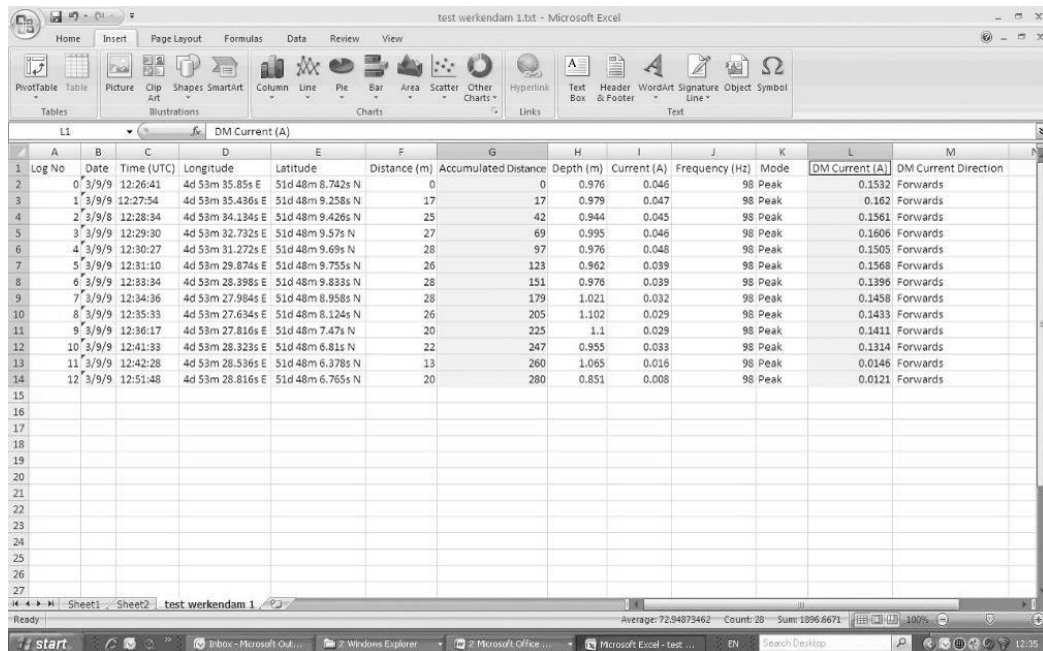 test werkendam 1.txt - Microsoft Excel
Home Insert Page Layout Formulas Data Review View
PivotTable Table Picture Clip Art Shapes SmartArt Column Line Pie Bar Area Scatter Other Charts Hyperlink Text Box Header & Footer WordArt Signature Line Object Symbol
Tables Illustrations Charts Links Text
L1 fx DM Current (A)
A B C D E F G H I J K L M N
1 Log No Date Time (UTC) Longitude Latitude Distance (m) Accumulated Distance Depth (m) Current (A) Frequency (Hz) Mode DM Current (A) DM Current Direction
2 0 3/9/9 12:26:41 4d 53m 35.85s E 51d 48m 8.742s N 0 0 0.976 0.046 98 Peak 0.1532 Forwards
3 1 3/9/9 12:27:54 4d 53m 35.436s E 51d 48m 9.258s N 17 17 0.979 0.047 98 Peak 0.162 Forwards
4 2 3/9/8 12:28:34 4d 53m 34.134s E 51d 48m 9.426s N 25 42 0.944 0.045 98 Peak 0.1561 Forwards
5 3 3/9/9 12:29:30 4d 53m 32.732s E 51d 48m 9.57s N 27 69 0.995 0.046 98 Peak 0.1606 Forwards
6 4 3/9/9 12:30:27 4d 53m 31.272s E 51d 48m 9.69s N 28 97 0.976 0.048 98 Peak 0.1505 Forwards
7 5 3/9/9 12:31:10 4d 53m 29.874s E 51d 48m 9.755s N 26 123 0.962 0.039 98 Peak 0.1568 Forwards
8 6 3/9/9 12:33:34 4d 53m 28.398s E 51d 48m 9.833s N 28 151 0.976 0.039 98 Peak 0.1396 Forwards
9 7 3/9/9 12:34:36 4d 53m 27.984s E 51d 48m 8.958s N 28 179 1.021 0.032 98 Peak 0.1458 Forwards
10 8 3/9/9 12:35:33 4d 53m 27.634s E 51d 48m 8.124s N 26 205 1.102 0.029 98 Peak 0.1433 Forwards
11 9 3/9/9 12:36:17 4d 53m 27.816s E 51d 48m 7.47s N 20 225 1.1 0.029 98 Peak 0.1411 Forwards
12 10 3/9/9 12:41:33 4d 53m 28.323s E 51d 48m 6.81s N 22 247 0.955 0.033 98 Peak 0.1314 Forwards
13 11 3/9/9 12:42:28 4d 53m 28.536s E 51d 48m 6.378s N 13 260 1.065 0.016 98 Peak 0.0146 Forwards
14 12 3/9/9 12:51:48 4d 53m 28.816s E 51d 48m 6.765s N 20 280 0.851 0.008 98 Peak 0.0121 Forwards
15
16
17
18
19
20
21
22
23
24
25
26
27
Sheet1 Sheet2 test werkendam 1
Ready Average: 72.94873462 Count: 28 Sum: 1896.6671 100%
start Inbox - Microsoft Out... 2 Windows Explorer 2 Microsoft Office ... Microsoft Excel - test ... EN Search Desktop 12:35